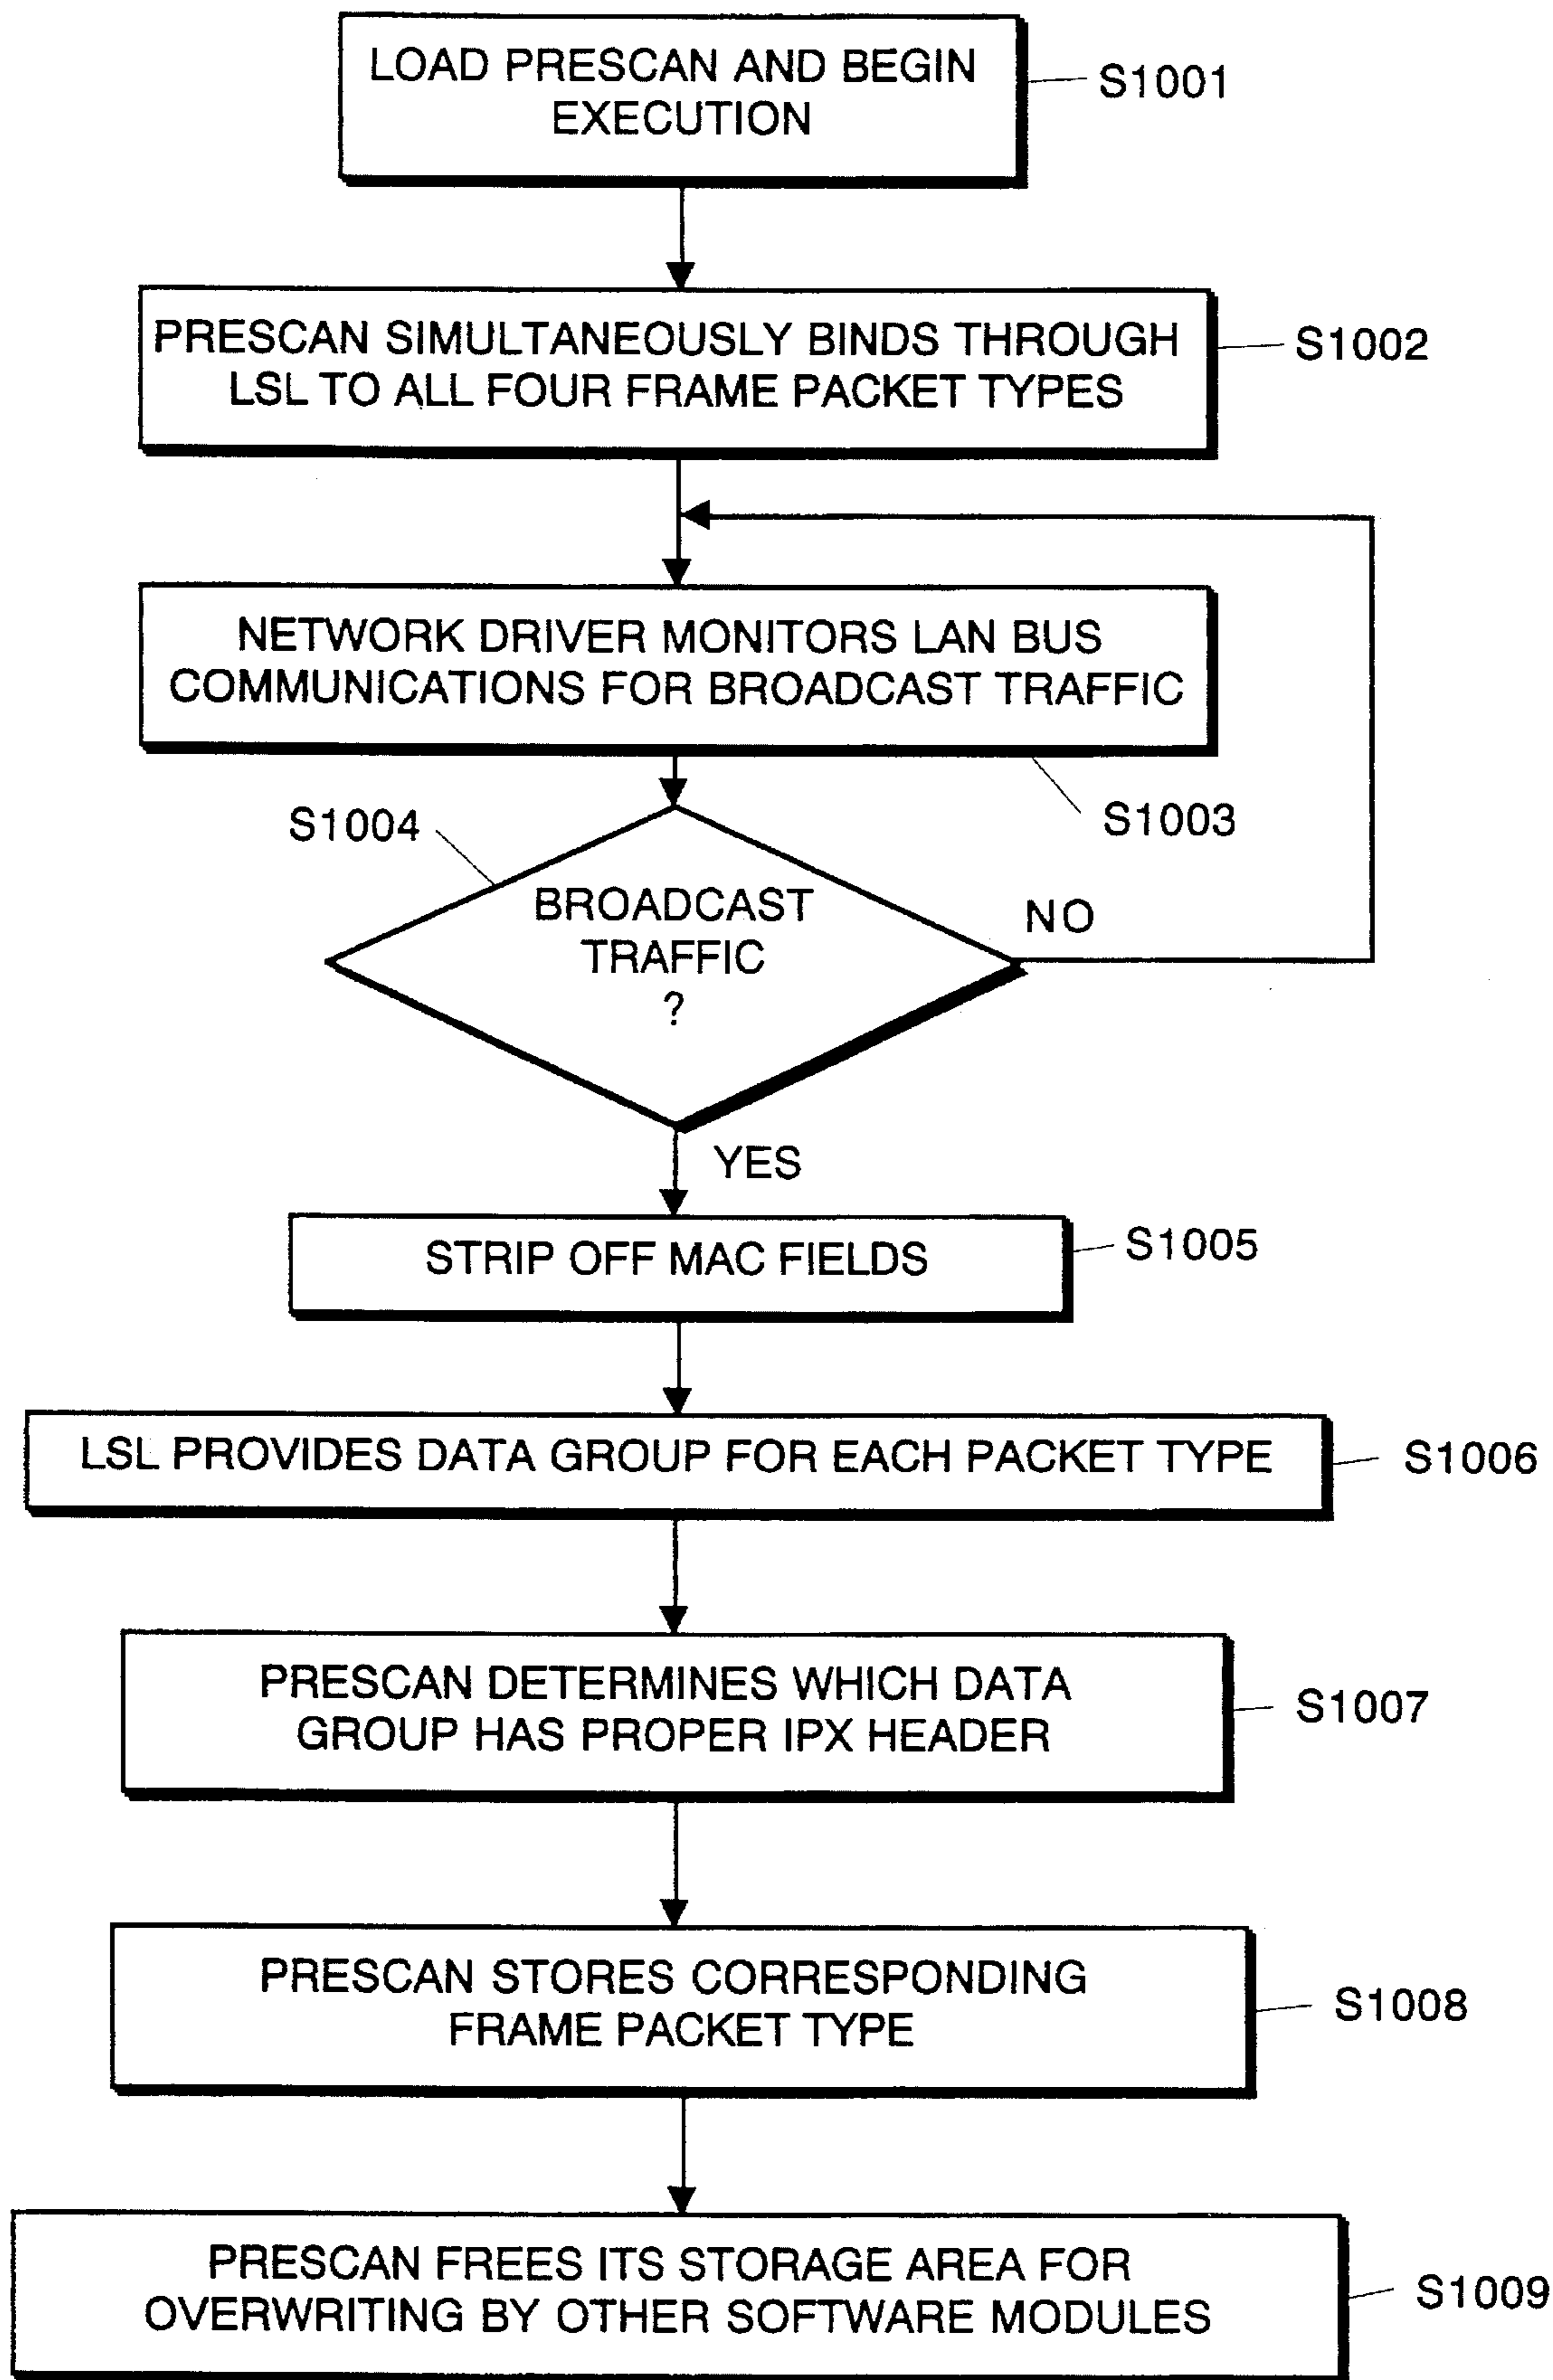 LOAD PRESCAN AND BEGIN
EXECUTION
S1001
PRESCAN SIMULTANEOUSLY BINDS THROUGH
LSL TO ALL FOUR FRAME PACKET TYPES
S1002
NETWORK DRIVER MONITORS LAN BUS
COMMUNICATIONS FOR BROADCAST TRAFFIC
S1003
S1004
BROADCAST
TRAFFIC
?
NO
YES
STRIP OFF MAC FIELDS
S1005
LSL PROVIDES DATA GROUP FOR EACH PACKET TYPE
S1006
PRESCAN DETERMINES WHICH DATA
GROUP HAS PROPER IPX HEADER
S1007
PRESCAN STORES CORRESPONDING
FRAME PACKET TYPE
S1008
PRESCAN FREES ITS STORAGE AREA FOR
OVERWRITING BY OTHER SOFTWARE MODULES
S1009